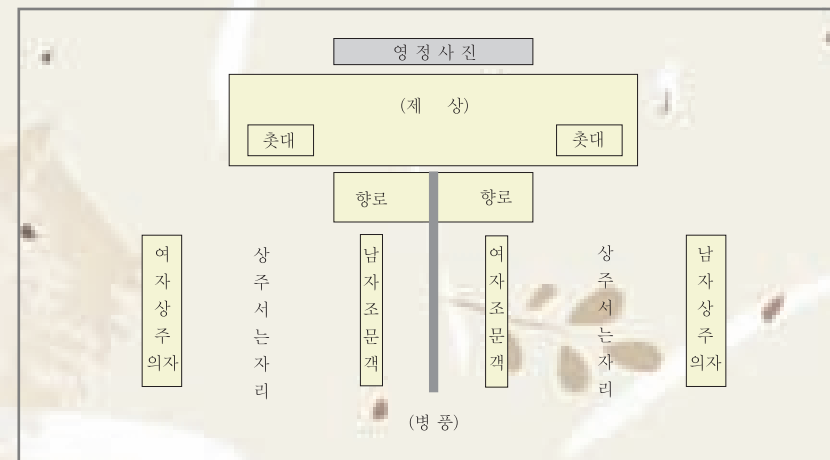 영 정 사 진
(제 상)
촛대
촛대
향로
향로
여자상주의자
상주서는자리
남자조문객
여자조문객
상주서는자리
남자상주의자
(병 풍)